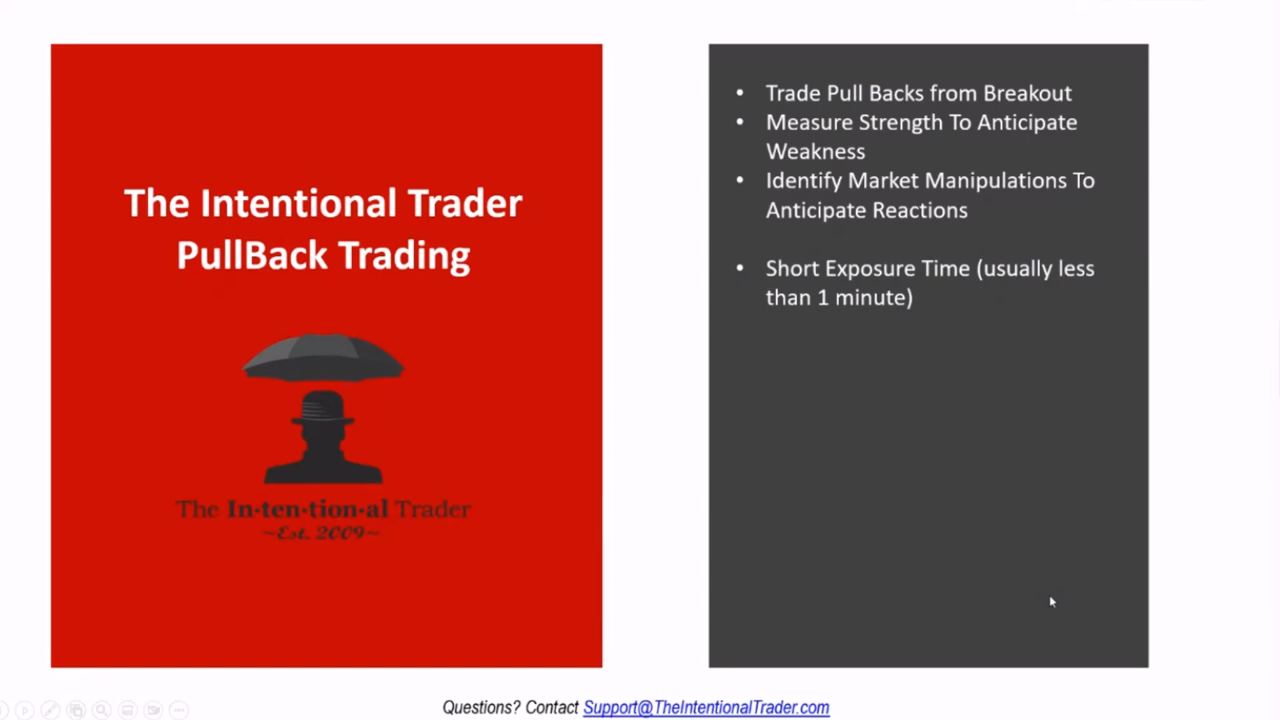 The Intentional Trader
PullBack Trading
The In·ten·tion·al Trader
~Est. 2009~
• Trade Pull Backs from Breakout
• Measure Strength To Anticipate
Weakness
• Identify Market Manipulations To
Anticipate Reactions
• Short Exposure Time (usually less
than 1 minute)
Questions? Contact Support@TheIntentionalTrader.com